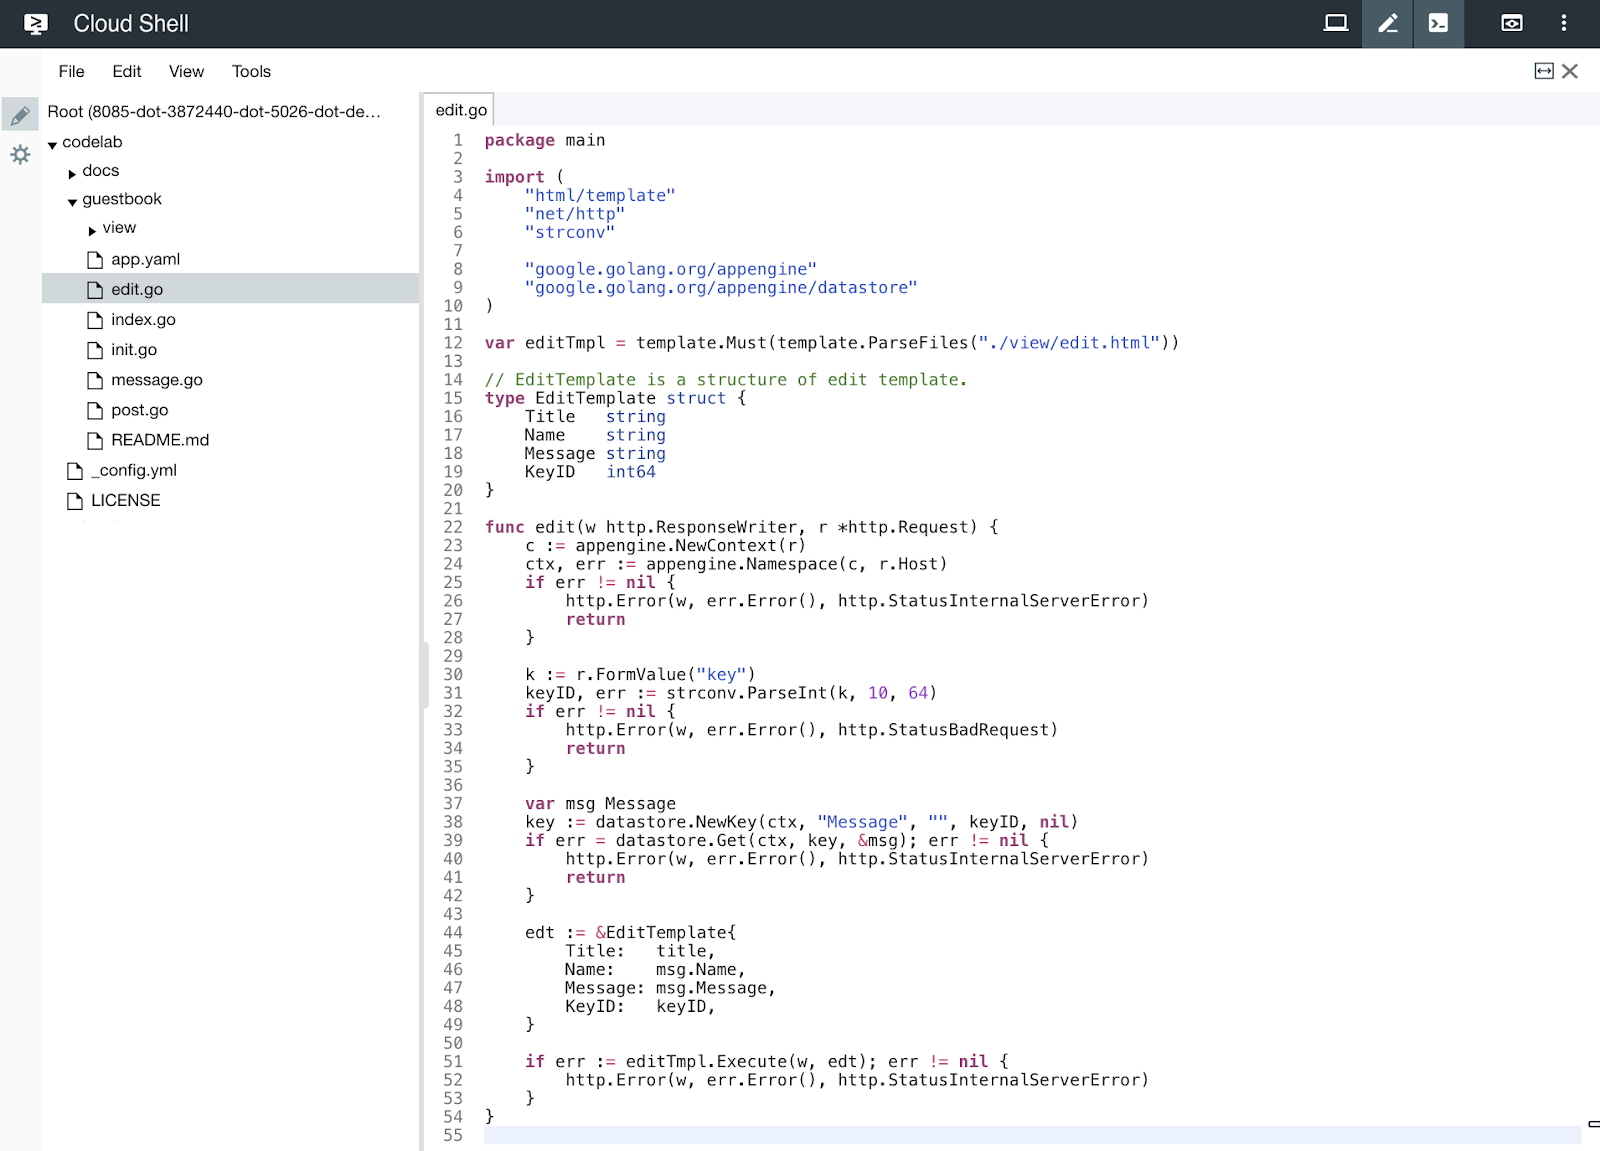 Cloud Shell
File Edit View Tools
Root (8085-dot-3872440-dot-5026-dot-de...
codelab
docs
guestbook
view
app.yaml
edit.go
index.go
init.go
message.go
post.go
README.md
_config.yml
LICENSE
edit.go
1 package main
2
3 import (
4     "html/template"
5     "net/http"
6     "strconv"
7
8     "google.golang.org/appengine"
9     "google.golang.org/appengine/datastore"
10 )
11
12 var editTmpl = template.Must(template.ParseFiles("./view/edit.html"))
13
14 // EditTemplate is a structure of edit template.
15 type EditTemplate struct {
16     Title   string
17     Name    string
18     Message string
19     KeyID   int64
20 }
21
22 func edit(w http.ResponseWriter, r *http.Request) {
23     c := appengine.NewContext(r)
24     ctx, err := appengine.Namespace(c, r.Host)
25     if err != nil {
26         http.Error(w, err.Error(), http.StatusInternalServerError)
27         return
28     }
29
30     k := r.FormValue("key")
31     keyID, err := strconv.ParseInt(k, 10, 64)
32     if err != nil {
33         http.Error(w, err.Error(), http.StatusBadRequest)
34         return
35     }
36
37     var msg Message
38     key := datastore.NewKey(ctx, "Message", "", keyID, nil)
39     if err = datastore.Get(ctx, key, &msg); err != nil {
40         http.Error(w, err.Error(), http.StatusInternalServerError)
41         return
42     }
43
44     edt := &EditTemplate{
45         Title:   title,
46         Name:    msg.Name,
47         Message: msg.Message,
48         KeyID:   keyID,
49     }
50
51     if err := editTmpl.Execute(w, edt); err != nil {
52         http.Error(w, err.Error(), http.StatusInternalServerError)
53     }
54 }
55